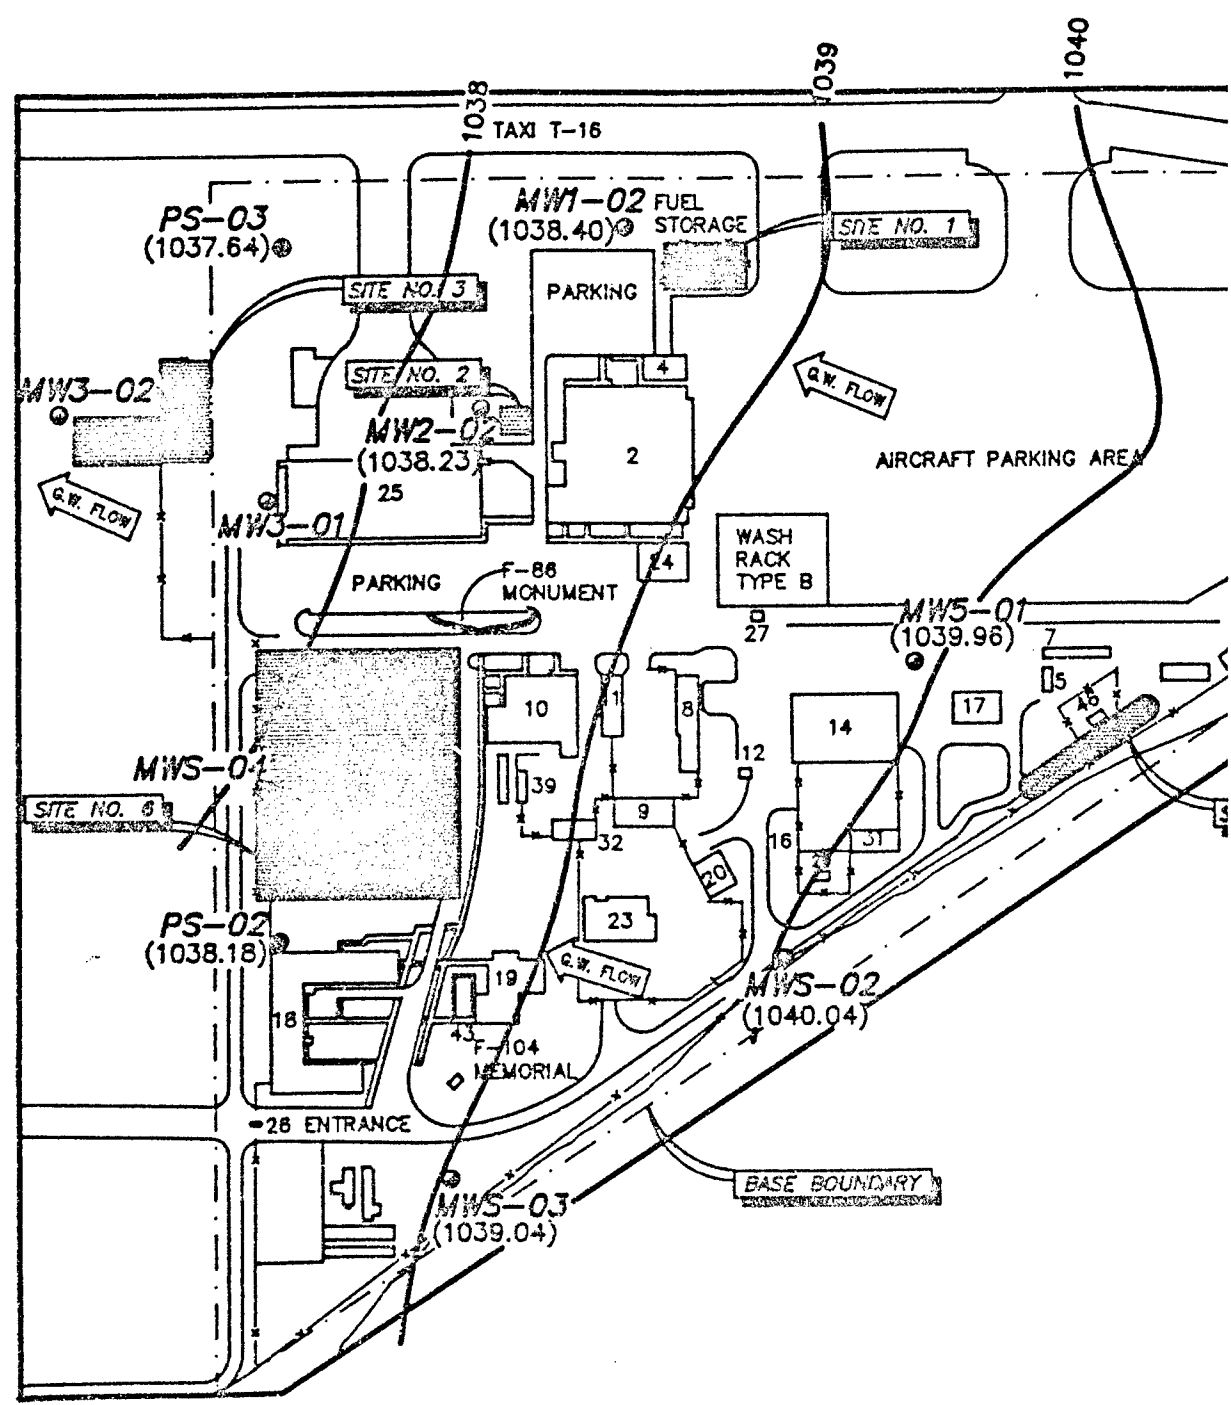 1038
1039
1040
TAXI T-16
PS-03
(1037.64)
MW1-02
(1038.40)
FUEL
STORAGE
SITE NO. 1
SITE NO. 3
PARKING
SITE NO. 2
4
G.W. FLOW
MW3-02
MW2-02
(1038.23)
2
AIRCRAFT PARKING AREA
25
G.W. FLOW
MW3-01
WASH
RACK
TYPE B
24
PARKING
F-86
MONUMENT
27
MW5-01
(1039.96)
7
5
46
17
10
1
8
14
MWS-04
12
39
9
SITE NO. 6
32
16
31
20
PS-02
(1038.18)
23
19
G.W. FLOW
MWS-02
(1040.04)
18
43
F-104
MEMORIAL
26 ENTRANCE
BASE BOUNDARY
MWS-03
(1039.04)